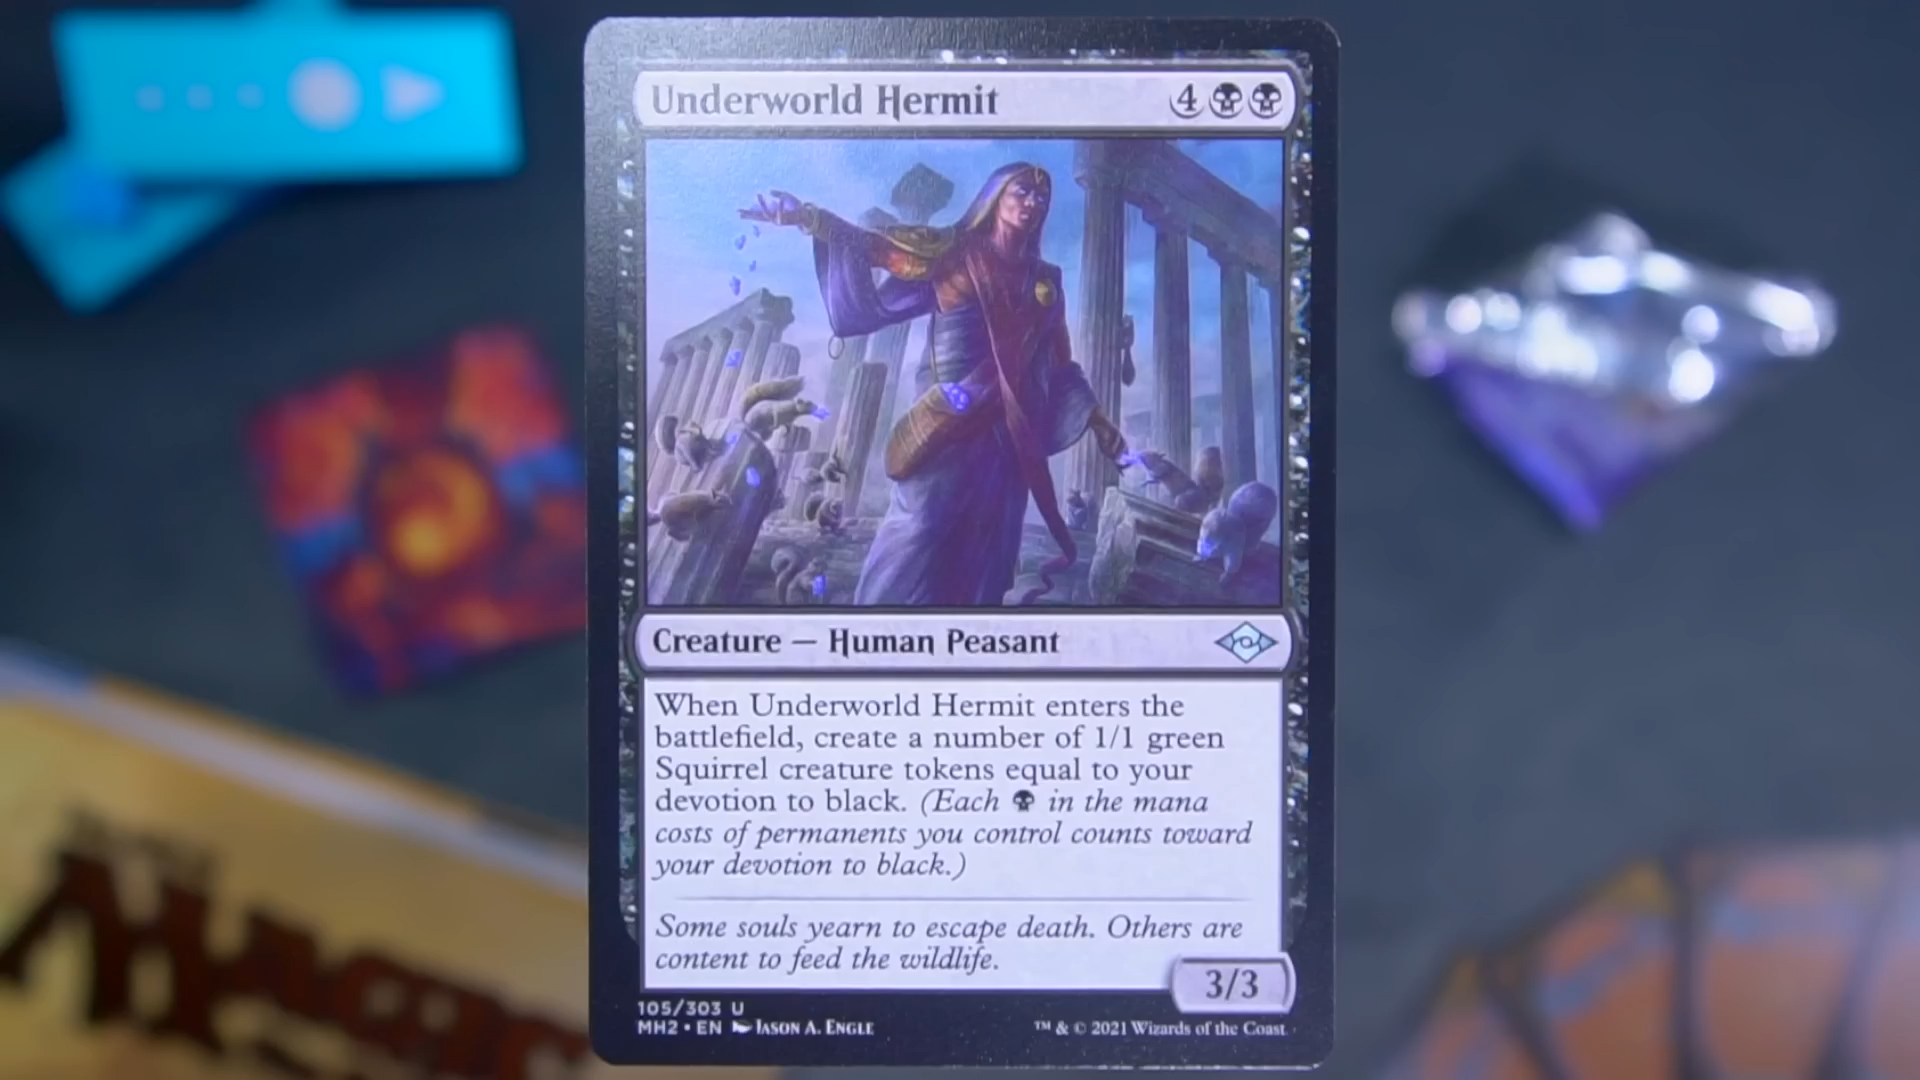 Underworld Hermit 4
Creature — Human Peasant
When Underworld Hermit enters the
battlefield, create a number of 1/1 green
Squirrel creature tokens equal to your
devotion to black. (Each in the mana
costs of permanents you control counts toward
your devotion to black.)
Some souls yearn to escape death. Others are
content to feed the wildlife.
3/3
105/303 U
MH2 • EN Jason A. Engle
™ & © 2021 Wizards of the Coast